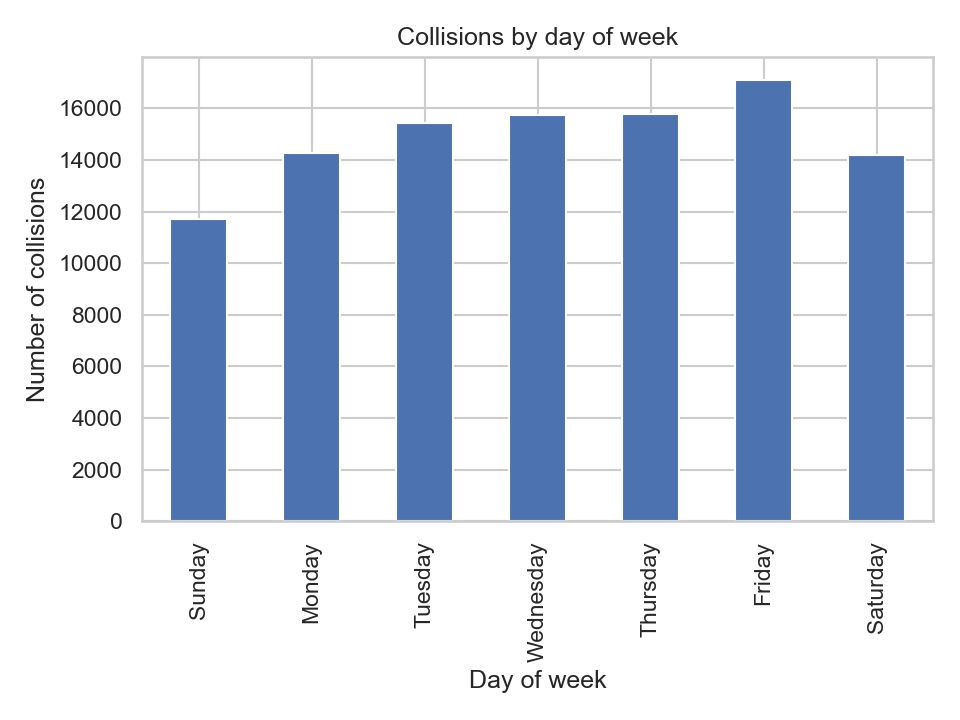 Collisions by day of week
Number of collisions
16000
14000
12000
10000
8000
6000
4000
2000
0
Sunday
Monday
Tuesday
Wednesday
Thursday
Friday
Saturday
Day of week